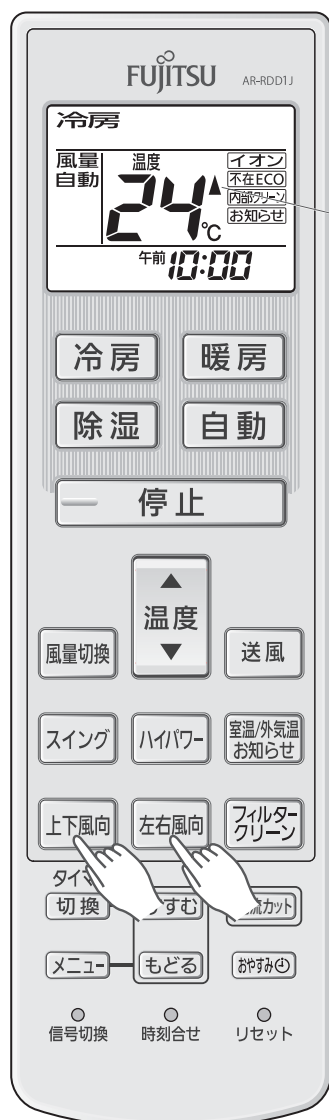 FUJITSU AR-RDD1J
冷房
風量 温度 イオン
自動 24▲ 不在ECO
℃ 内部クリーン
お知らせ
午前10:00
冷房 暖房
除湿 自動
停止
▲
温度
▼
風量切換 送風
スイング ハイパワー 室温/外気温
お知らせ
上下風向 左右風向 フィルター
クリーン
切換 すむ カット
メニュー もどる おやすみ
信号切換 時刻合せ リセット